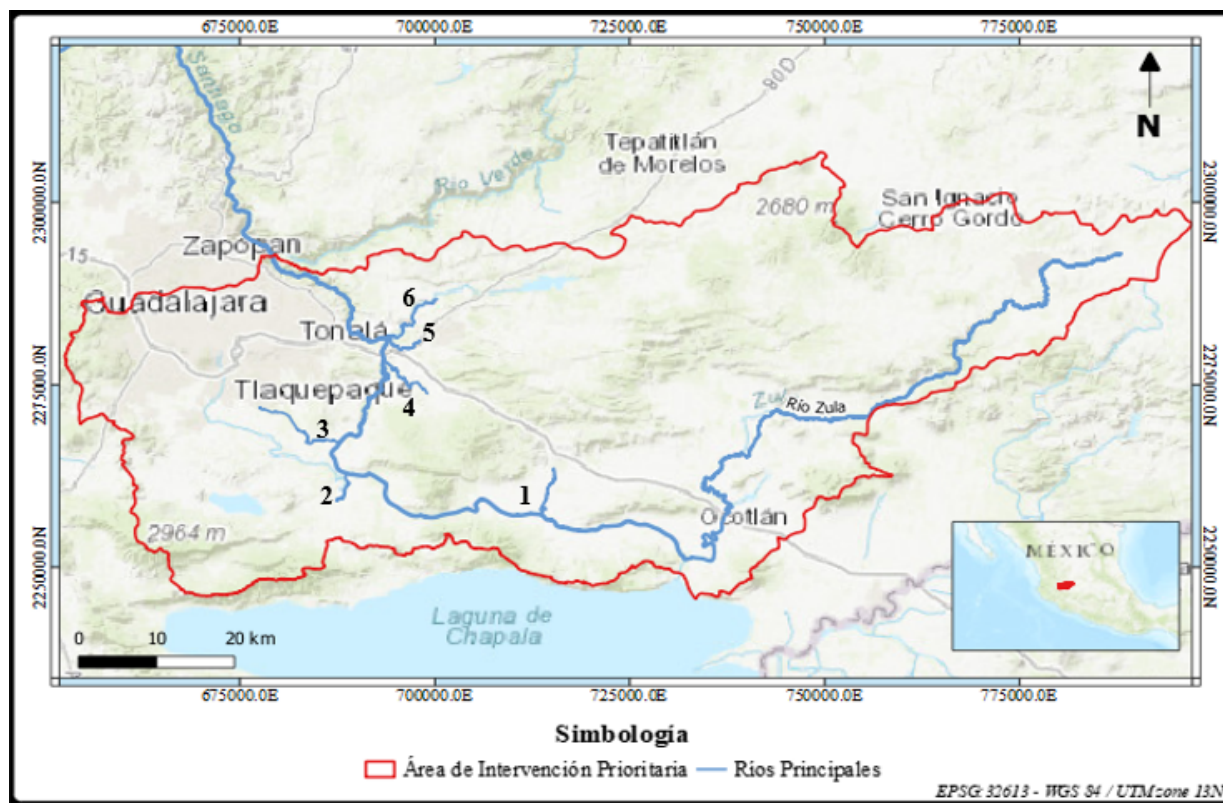 675000.0E 700000.0E 725000.0E 750000.0E 775000.0E
Santiago
80D
N
Tepatitlán
de Morelos
Rio Verde
2300000.0N
2300000.0N
2680 m
San Ignacio
Cerro Gordo
Zapopan
15
Guadalajara
6
Tonalá
5
2275000.0N
2275000.0N
Tlaquepaque
4
Zula
Río Zula
3
2
1
Ocotlán
2964 m
MÉXICO
2250000.0N
2250000.0N
Laguna de
Chapala
0 10 20 km
675000.0E 700000.0E 725000.0E 750000.0E 775000.0E
Simbología
Área de Intervención Prioritaria Rios Principales
EPSG: 32613 - WGS 84 / UTM zone 13N